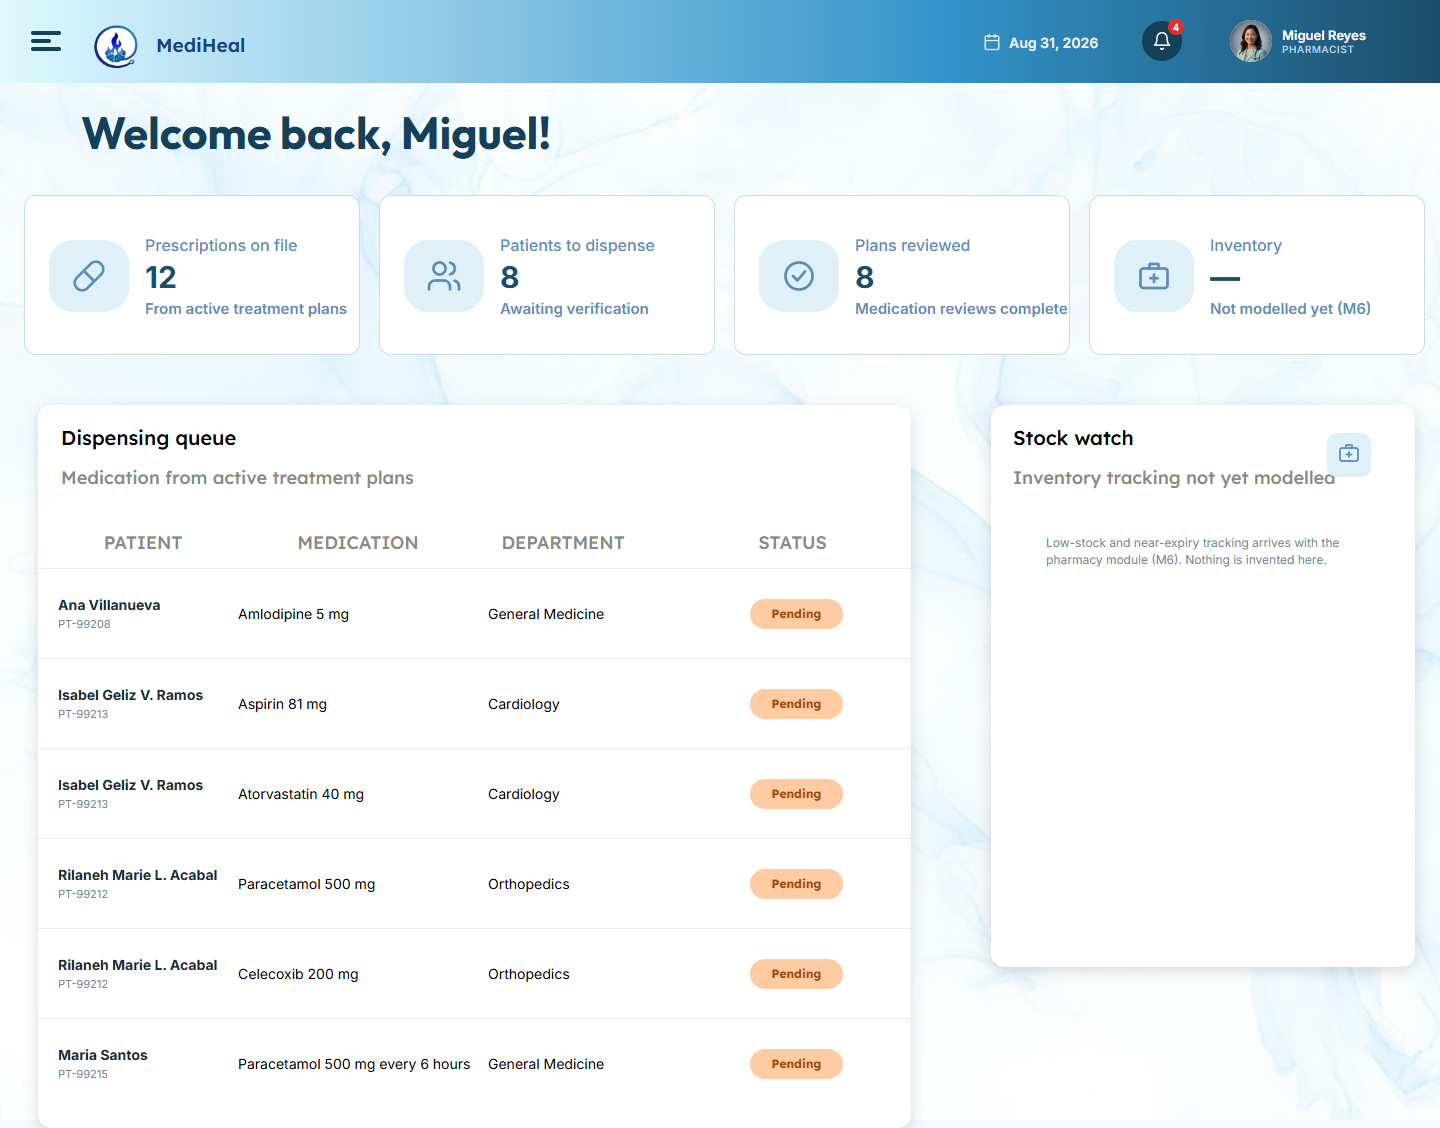 MediHeal
Aug 31, 2026
4
Miguel Reyes
PHARMACIST
Welcome back, Miguel!
Prescriptions on file
12
From active treatment plans
Patients to dispense
8
Awaiting verification
Plans reviewed
8
Medication reviews complete
Inventory
—
Not modelled yet (M6)
Dispensing queue
Medication from active treatment plans
PATIENT MEDICATION DEPARTMENT STATUS
Ana Villanueva
PT-99208
Amlodipine 5 mg
General Medicine
Pending
Isabel Geliz V. Ramos
PT-99213
Aspirin 81 mg
Cardiology
Pending
Isabel Geliz V. Ramos
PT-99213
Atorvastatin 40 mg
Cardiology
Pending
Rilaneh Marie L. Acabal
PT-99212
Paracetamol 500 mg
Orthopedics
Pending
Rilaneh Marie L. Acabal
PT-99212
Celecoxib 200 mg
Orthopedics
Pending
Maria Santos
PT-99215
Paracetamol 500 mg every 6 hours
General Medicine
Pending
Stock watch
Inventory tracking not yet modelled
Low-stock and near-expiry tracking arrives with the
pharmacy module (M6). Nothing is invented here.